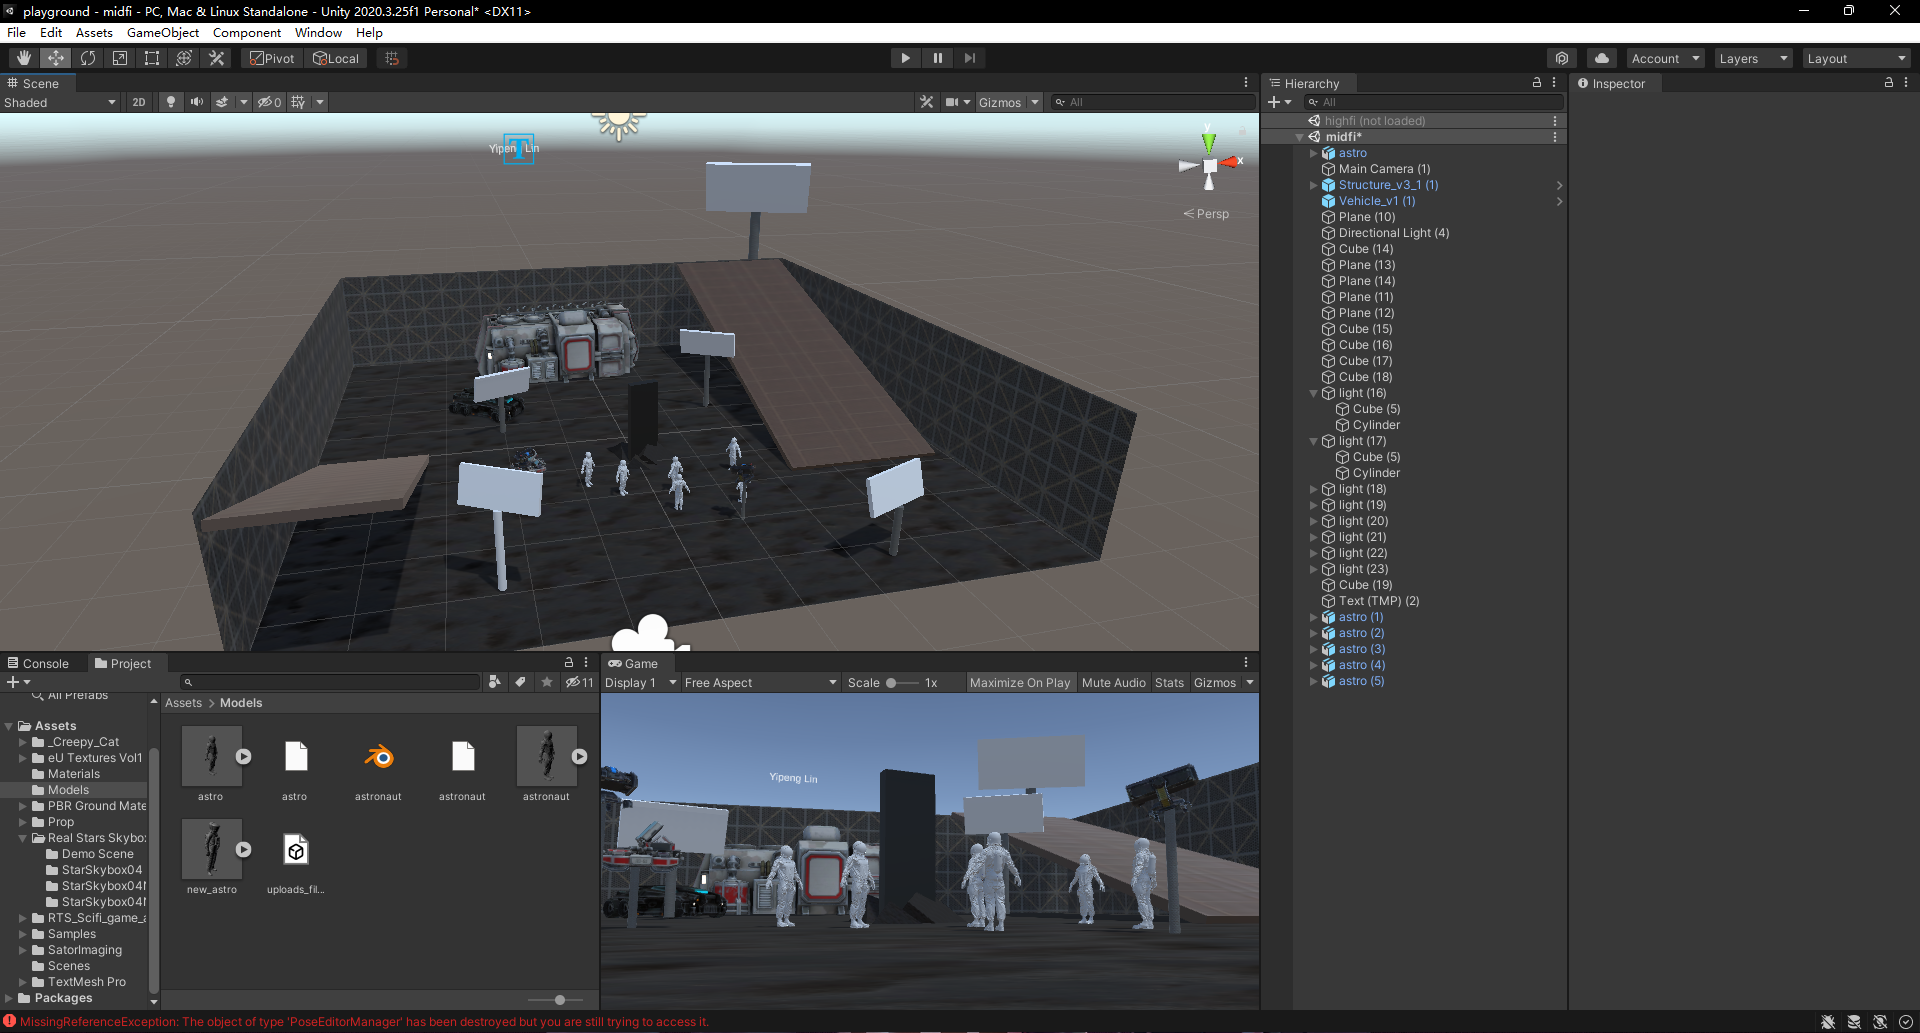 playground - midfi - PC, Mac & Linux Standalone - Unity 2020.3.25f1 Personal* <DX11>
File Edit Assets GameObject Component Window Help
Pivot Local
Account Layers Layout
Scene
Shaded 2D 0 Gizmos All
Yipeng Lin
y
x
Persp
Hierarchy
All
highfi (not loaded)
midfi*
astro
Main Camera (1)
Structure_v3_1 (1)
Vehicle_v1 (1)
Plane (10)
Directional Light (4)
Cube (14)
Plane (13)
Plane (14)
Plane (11)
Plane (12)
Cube (15)
Cube (16)
Cube (17)
Cube (18)
light (16)
Cube (5)
Cylinder
light (17)
Cube (5)
Cylinder
light (18)
light (19)
light (20)
light (21)
light (22)
light (23)
Cube (19)
Text (TMP) (2)
astro (1)
astro (2)
astro (3)
astro (4)
astro (5)
Inspector
Console Project
11
All Prefabs
Assets
_Creepy_Cat
eU Textures Vol1
Materials
Models
PBR Ground Mate
Prop
Real Stars Skybo
Demo Scene
StarSkybox04
StarSkybox04
StarSkybox04
RTS_Scifi_game_a
Samples
SatorImaging
Scenes
TextMesh Pro
Packages
Assets > Models
astro
astro
astronaut
astronaut
astronaut
new_astro
uploads_fil...
Game
Display 1 Free Aspect Scale 1x Maximize On Play Mute Audio Stats Gizmos
Yipeng Lin
MissingReferenceException: The object of type 'PoseEditorManager' has been destroyed but you are still trying to access it.